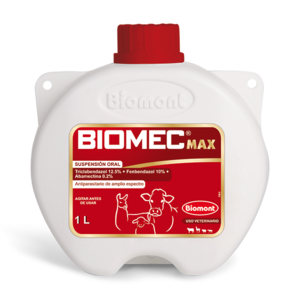 Biomont
BIOMEC® MAX
SUSPENSIÓN ORAL
Triclabendazol 12.5% + Fenbendazol 10% +
Abamectina 0.2%
Antiparasitario de amplio espectro
AGITAR ANTES
DE USAR
1 L
Biomont
USO VETERINARIO